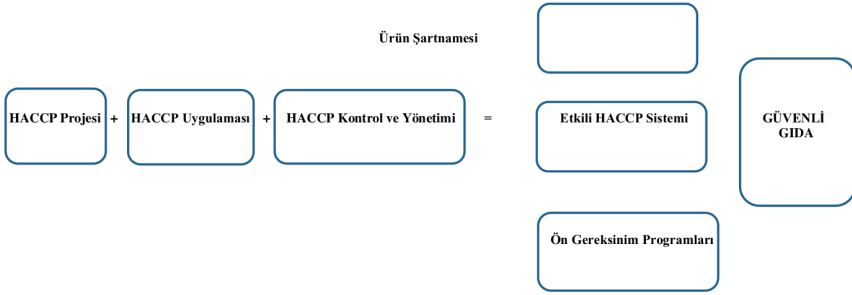 Ürün Şartnamesi
HACCP Projesi + HACCP Uygulaması + HACCP Kontrol ve Yönetimi = Etkili HACCP Sistemi
GÜVENLİ
GIDA
Ön Gereksinim Programları